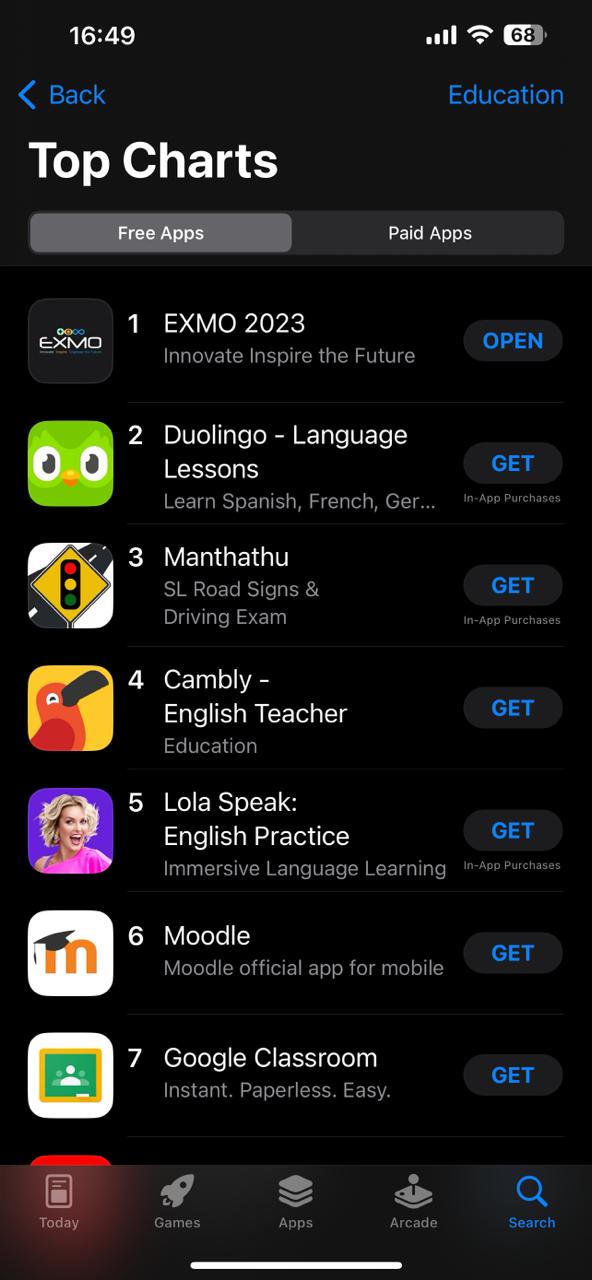 16:49
68
Back
Education
Top Charts
Free Apps
Paid Apps
EXMO
1
EXMO 2023
Innovate Inspire the Future
OPEN
2
Duolingo - Language
Lessons
Learn Spanish, French, Ger...
GET
In-App Purchases
3
Manthathu
SL Road Signs &
Driving Exam
GET
In-App Purchases
4
Cambly -
English Teacher
Education
GET
5
Lola Speak:
English Practice
Immersive Language Learning
GET
In-App Purchases
m
6
Moodle
Moodle official app for mobile
GET
7
Google Classroom
Instant. Paperless. Easy.
GET
Today
Games
Apps
Arcade
Search